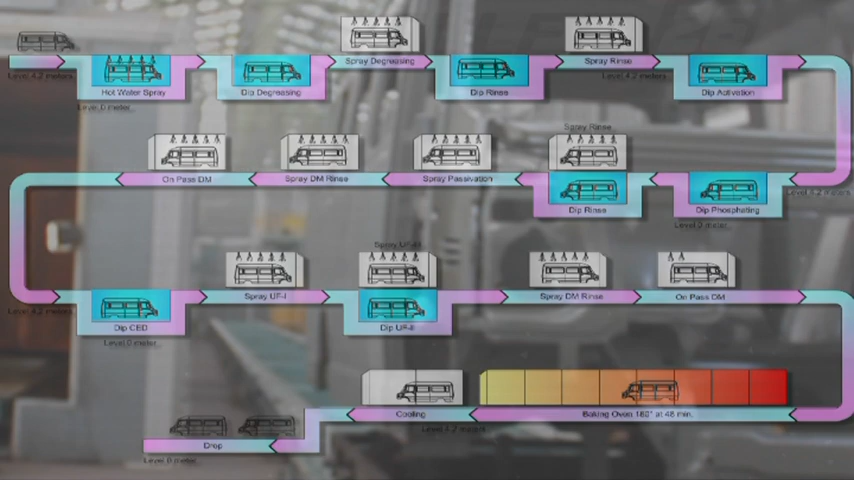 Level 4.2 meters
Hot Water Spray
Level 0 meter
Dip Degreasing
Spray Degreasing
Dip Rinse
Spray Rinse
Level 4.2 meters
Dip Activation
On Pass DM
Spray DM Rinse
Spray Passivation
Spray Rinse
Dip Rinse
Dip Phosphating
Level 4.2 meters
Level 0 meter
Level 4.2 meters
Dip CED
Level 0 meter
Spray UF-I
Spray UF-III
Dip UF-II
Spray DM Rinse
On Pass DM
Cooling
Level 4.2 meters
Baking Oven 180° at 48 min.
Drop
Level 0 meter